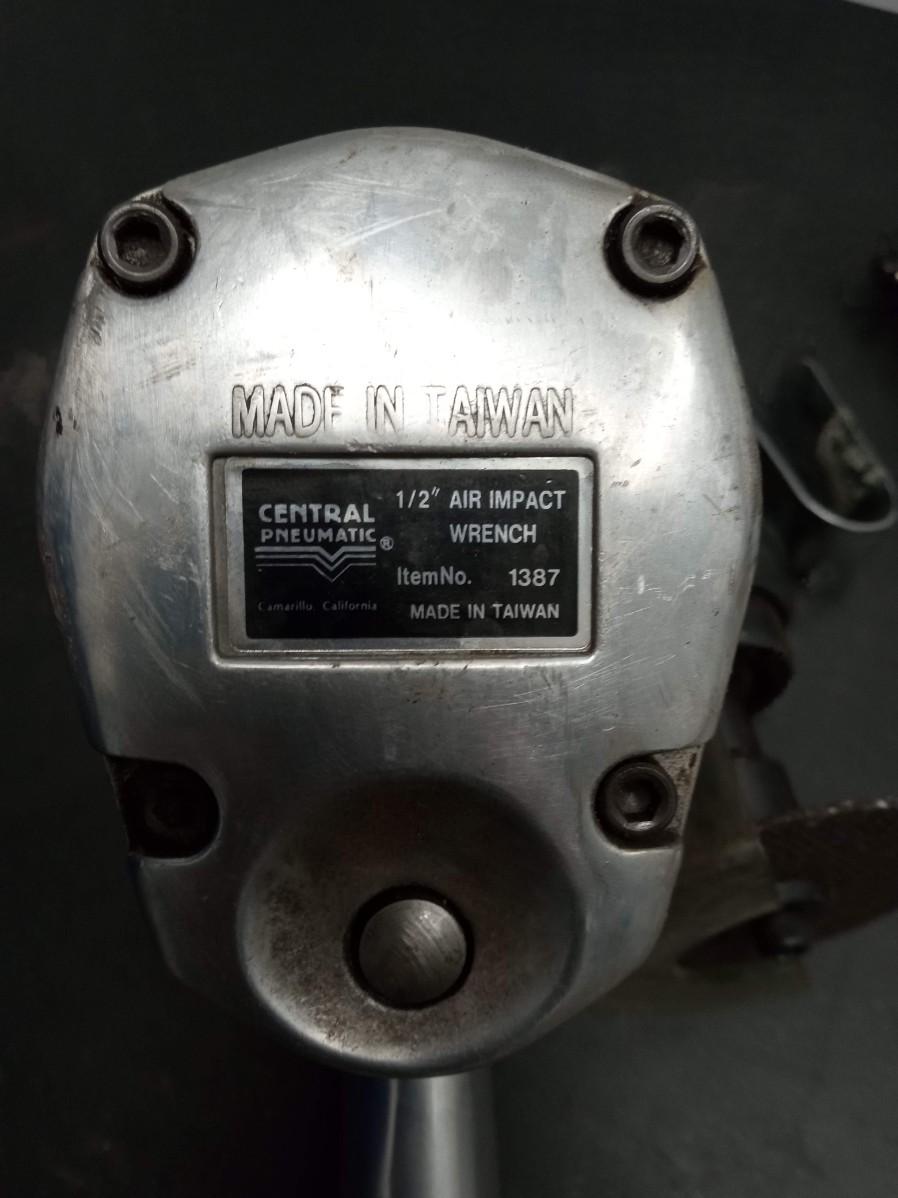 MADE IN TAIWAN
CENTRAL
PNEUMATIC®
Camarillo, California
1/2" AIR IMPACT
WRENCH
ItemNo. 1387
MADE IN TAIWAN